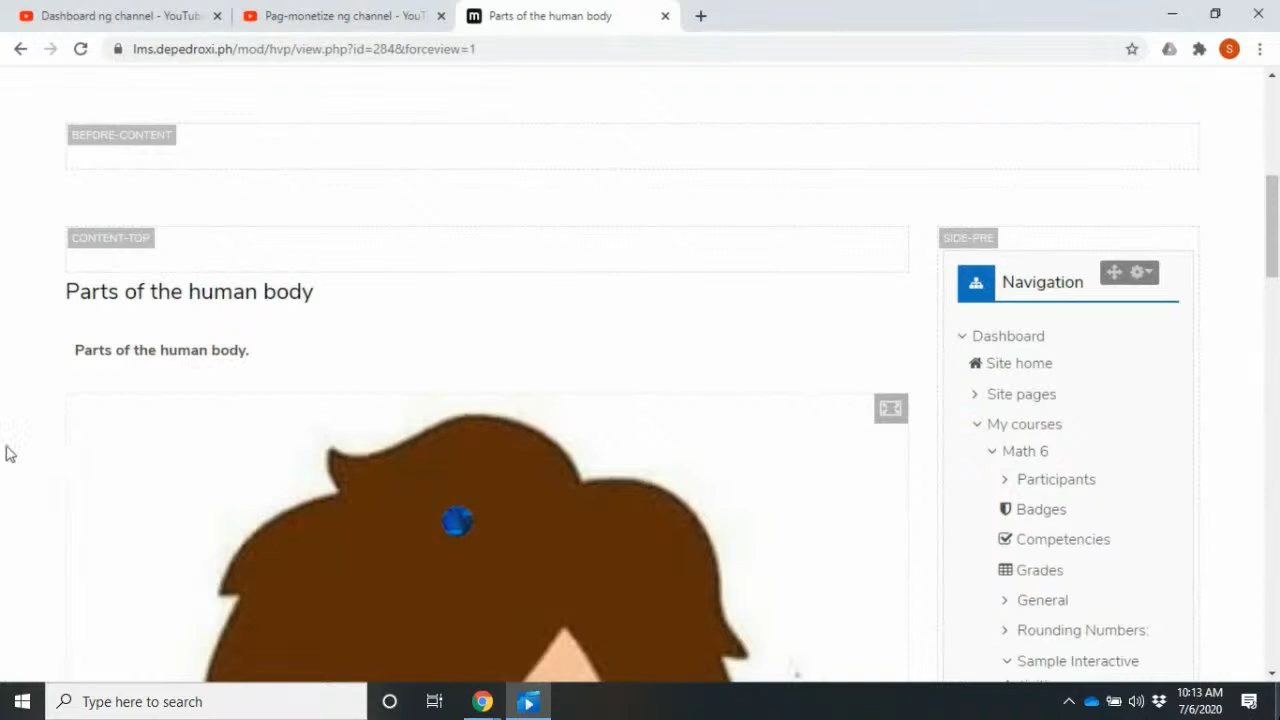 Dashboard ng channel - YouTube
Pag-monetize ng channel - YouT
Parts of the human body
lms.depedroxi.ph/mod/hvp/view.php?id=284&forceview=1
S
BEFORE-CONTENT
CONTENT-TOP
SIDE-PRE
Parts of the human body
Navigation
Parts of the human body.
Dashboard
Site home
Site pages
My courses
Math 6
Participants
Badges
Competencies
Grades
General
Rounding Numbers:
Sample Interactive
Type here to search
10:13 AM
7/6/2020